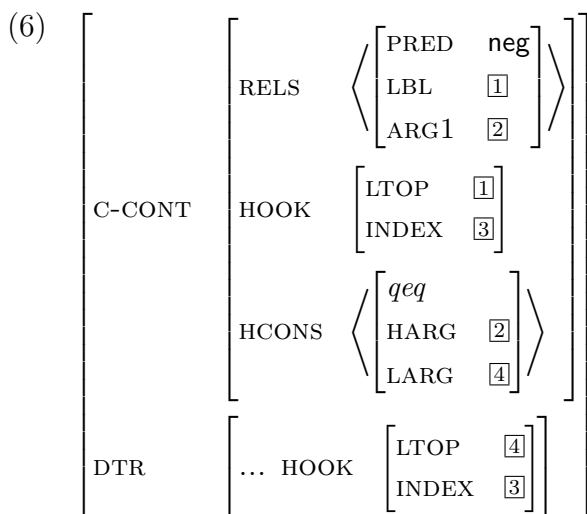 (6)
PRED neg
RELS LBL 1
ARG1 2
LTOP 1
C-CONT HOOK
INDEX 3
qeq
HCONS HARG 2
LARG 4
LTOP 4
DTR ... HOOK
INDEX 3